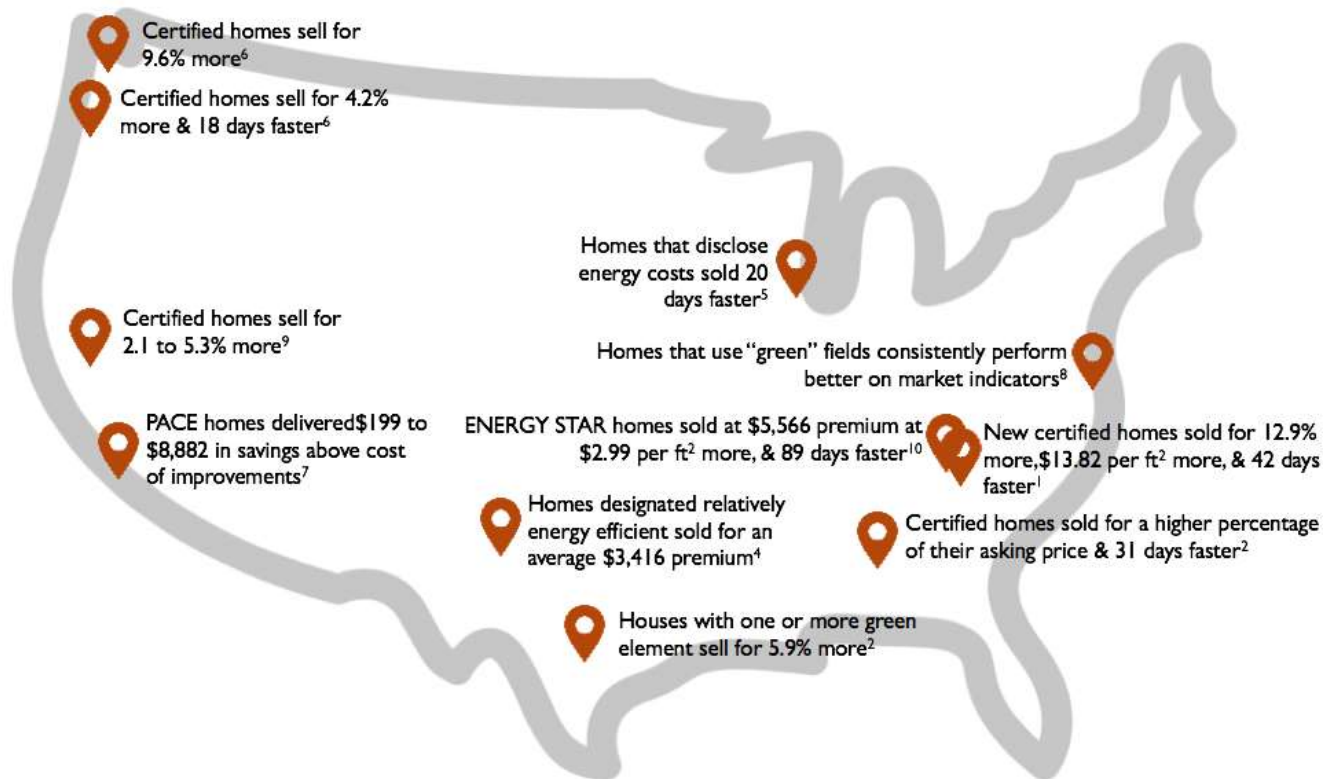 Certified homes sell for
9.6% more⁶
Certified homes sell for 4.2%
more & 18 days faster⁶
Homes that disclose
energy costs sold 20
days faster⁵
Certified homes sell for
2.1 to 5.3% more⁹
Homes that use “green” fields consistently perform
better on market indicators⁸
PACE homes delivered$199 to
$8,882 in savings above cost
of improvements⁷
ENERGY STAR homes sold at $5,566 premium at
$2.99 per ft² more, & 89 days faster¹⁰
New certified homes sold for 12.9%
more,$13.82 per ft² more, & 42 days
faster¹
Homes designated relatively
energy efficient sold for an
average $3,416 premium⁴
Certified homes sold for a higher percentage
of their asking price & 31 days faster²
Houses with one or more green
element sell for 5.9% more²